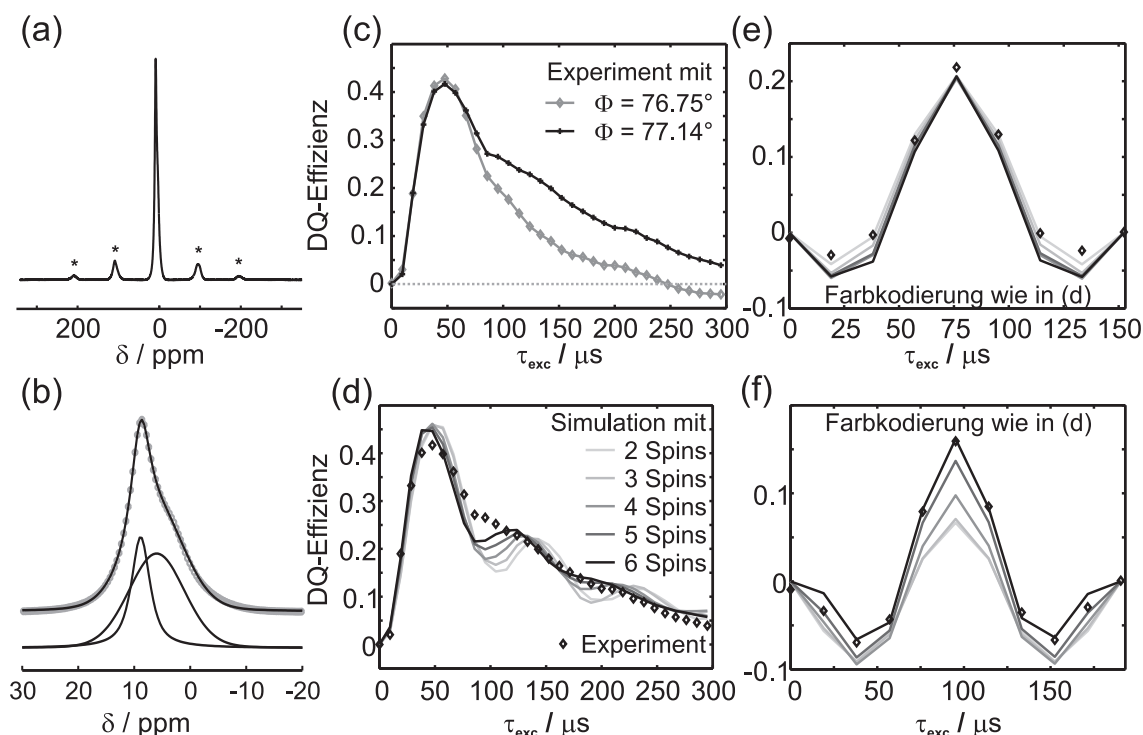 (a)
*
*
*
*
200
0
-200
δ / ppm
(b)
30
20
10
0
-10
-20
δ / ppm
(c)
DQ-Effizienz
0.4
0.3
0.2
0.1
0
Experiment mit
Φ = 76.75°
Φ = 77.14°
0
50
100
150
200
250
300
τexc / μs
(d)
DQ-Effizienz
0.4
0.3
0.2
0.1
0
Simulation mit
2 Spins
3 Spins
4 Spins
5 Spins
6 Spins
Experiment
0
50
100
150
200
250
300
τexc / μs
(e)
0.2
0.1
0
-0.1
Farbkodierung wie in (d)
0
25
50
75
100
125
150
τexc / μs
(f)
Farbkodierung wie in (d)
0.1
0
-0.1
0
50
100
150
τexc / μs